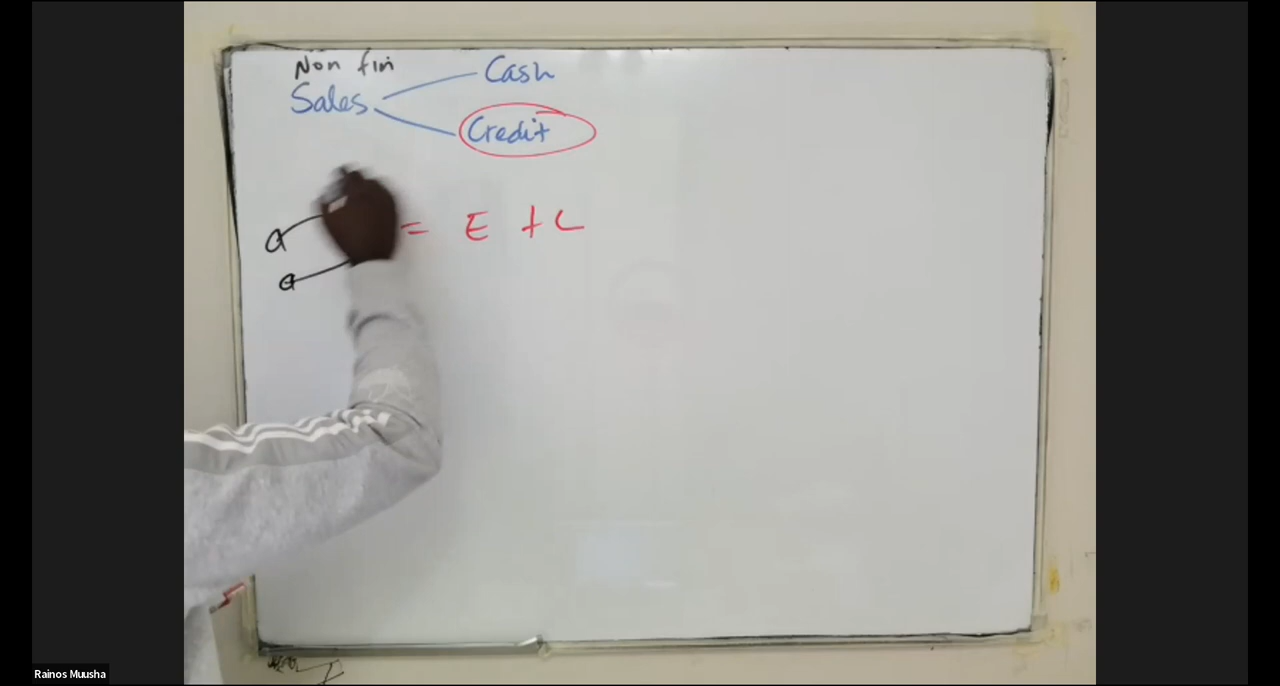 Non fin
Sales Cash
Credit
= E + L
Rainos Muusha